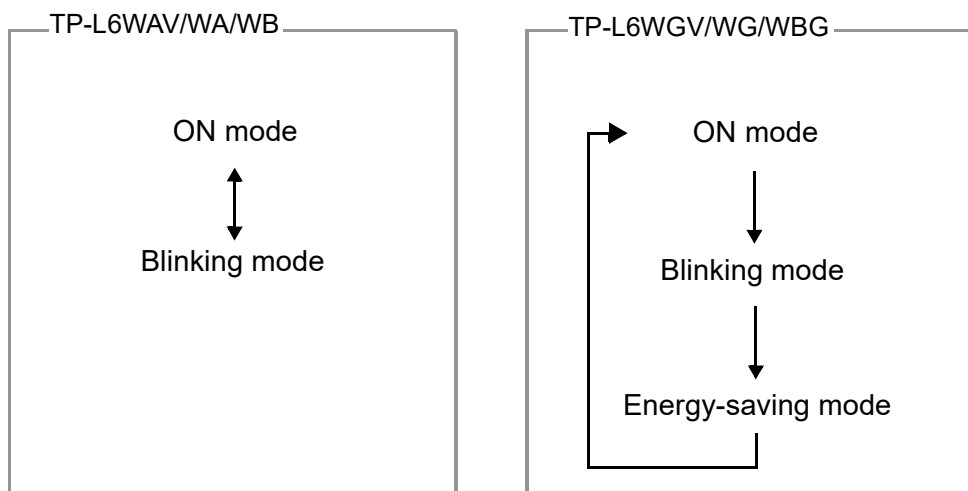 TP-L6WAV/WA/WB
ON mode
Blinking mode
TP-L6WGV/WG/WBG
ON mode
Blinking mode
Energy-saving mode